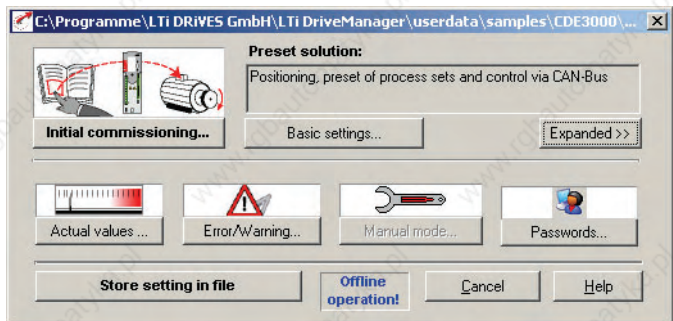 C:\Programme\LTi DRiVES GmbH\LTi DriveManager\userdata\samples\CDE3000\...
Preset solution:
Positioning, preset of process sets and control via CAN-Bus
Initial commissioning...
Basic settings...
Expanded >>
Actual values ...
Error/Warning...
Manual mode...
Passwords...
Store setting in file
Offline
operation!
Cancel
Help